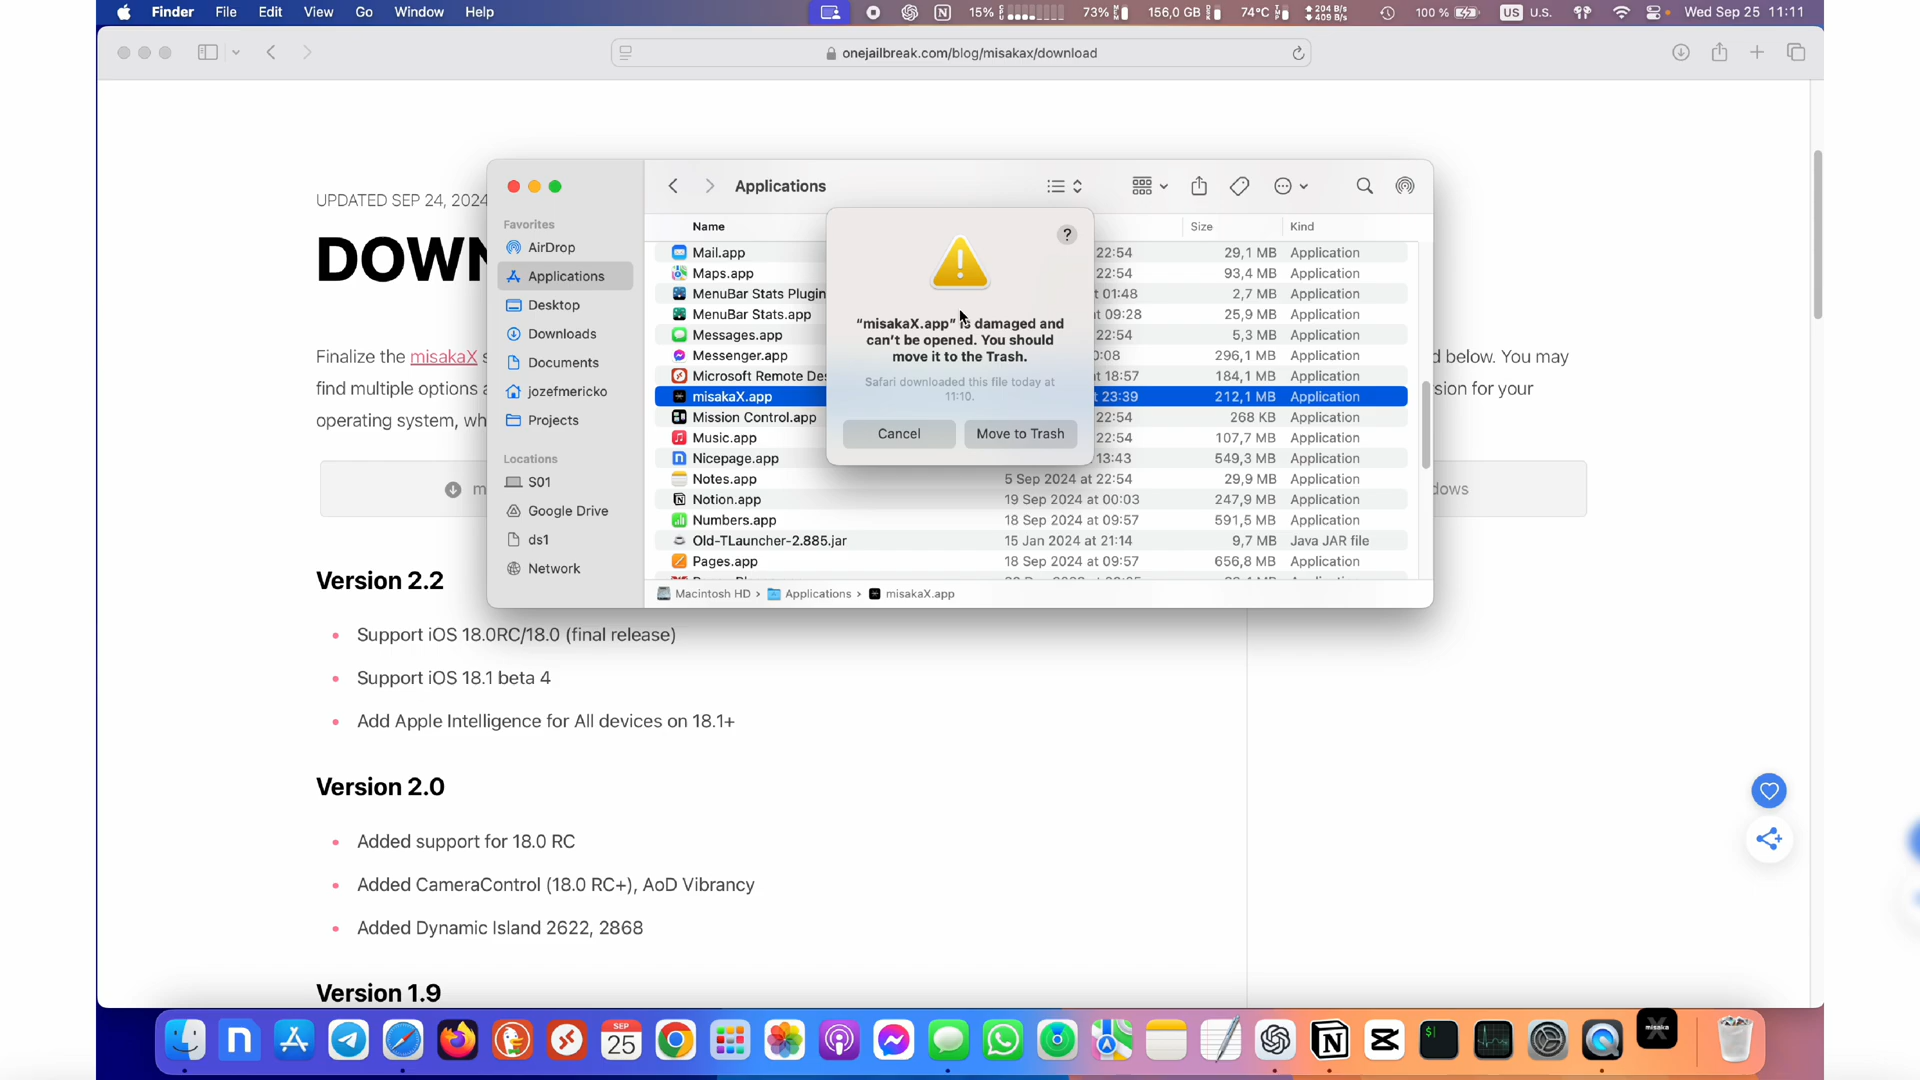 Finder File Edit View Go Window Help 15% 73% 156,0 GB 74°C 204 B/s 409 B/s 100 % US U.S. Wed Sep 25 11:11
onejailbreak.com/blog/misakax/download
UPDATED SEP 24, 2024
DOWN
Finalize the misakaX s
d below. You may
find multiple options a
sion for your
operating system, wh
m
dows
Applications
Favorites
AirDrop
Applications
Desktop
Downloads
Documents
jozefmericko
Projects
Locations
S01
Google Drive
ds1
Network
Name Size Kind
Mail.app 22:54 29,1 MB Application
Maps.app 22:54 93,4 MB Application
MenuBar Stats Plugin t 01:48 2,7 MB Application
MenuBar Stats.app at 09:28 25,9 MB Application
Messages.app 22:54 5,3 MB Application
Messenger.app 0:08 296,1 MB Application
Microsoft Remote Des at 18:57 184,1 MB Application
misakaX.app t 23:39 212,1 MB Application
Mission Control.app 22:54 268 KB Application
Music.app 22:54 107,7 MB Application
Nicepage.app 13:43 549,3 MB Application
Notes.app 5 Sep 2024 at 22:54 29,9 MB Application
Notion.app 19 Sep 2024 at 00:03 247,9 MB Application
Numbers.app 18 Sep 2024 at 09:57 591,5 MB Application
Old-TLauncher-2.885.jar 15 Jan 2024 at 21:14 9,7 MB Java JAR file
Pages.app 18 Sep 2024 at 09:57 656,8 MB Application
Macintosh HD › Applications › misakaX.app
?
“misakaX.app” is damaged and
can’t be opened. You should
move it to the Trash.
Safari downloaded this file today at
11:10.
Cancel Move to Trash
Version 2.2
Support iOS 18.0RC/18.0 (final release)
Support iOS 18.1 beta 4
Add Apple Intelligence for All devices on 18.1+
Version 2.0
Added support for 18.0 RC
Added CameraControl (18.0 RC+), AoD Vibrancy
Added Dynamic Island 2622, 2868
Version 1.9
SEP
25
misaka